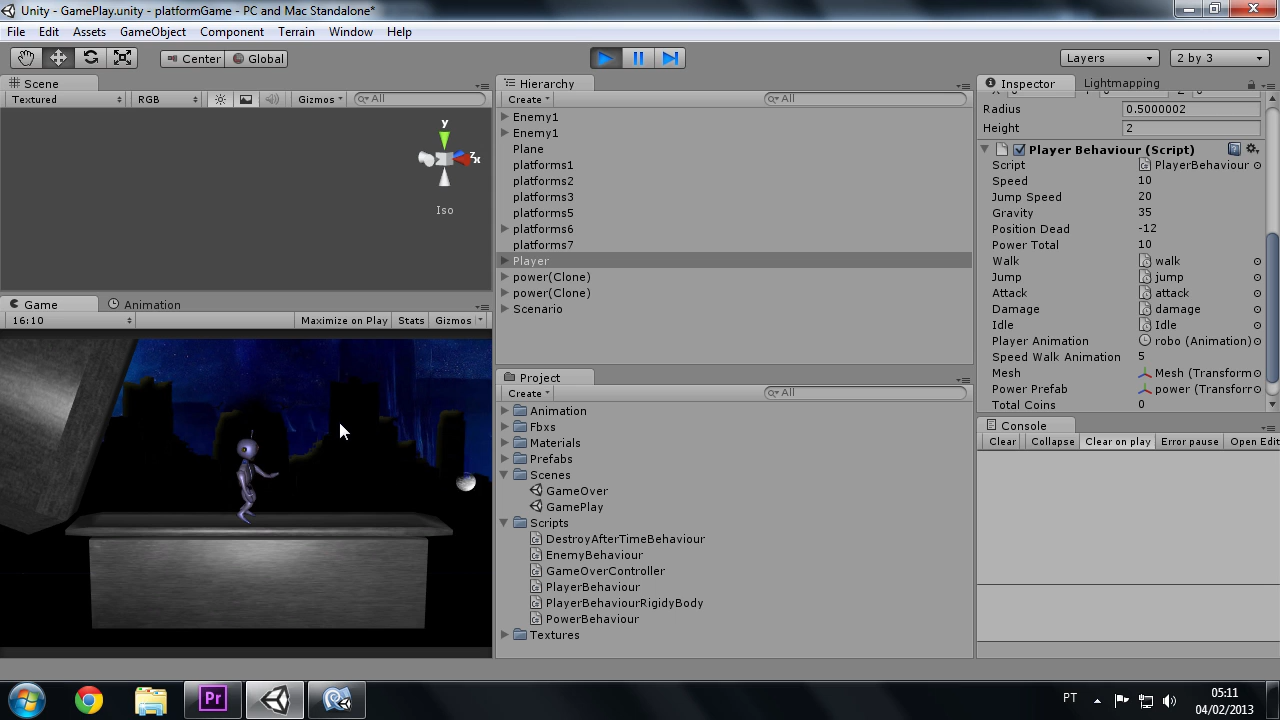 Unity - GamePlay.unity - platformGame - PC and Mac Standalone*
File Edit Assets GameObject Component Terrain Window Help
Center Global Layers 2 by 3
Scene
Textured RGB Gizmos All
y
z
x
Iso
Game Animation
16:10 Maximize on Play Stats Gizmos
Hierarchy
Create All
Enemy1
Enemy1
Plane
platforms1
platforms2
platforms3
platforms5
platforms6
platforms7
Player
power(Clone)
power(Clone)
Scenario
Project
Create All
Animation
Fbxs
Materials
Prefabs
Scenes
GameOver
GamePlay
Scripts
DestroyAfterTimeBehaviour
EnemyBehaviour
GameOverController
PlayerBehaviour
PlayerBehaviourRigidyBody
PowerBehaviour
Textures
Inspector Lightmapping
Radius 0.5000002
Height 2
Player Behaviour (Script)
Script PlayerBehaviour
Speed 10
Jump Speed 20
Gravity 35
Position Dead -12
Power Total 10
Walk walk
Jump jump
Attack attack
Damage damage
Idle Idle
Player Animation robo (Animation)
Speed Walk Animation 5
Mesh Mesh (Transform
Power Prefab power (Transform
Total Coins 0
Console
Clear Collapse Clear on play Error pause Open Edit
Pr
PT
05:11
04/02/2013